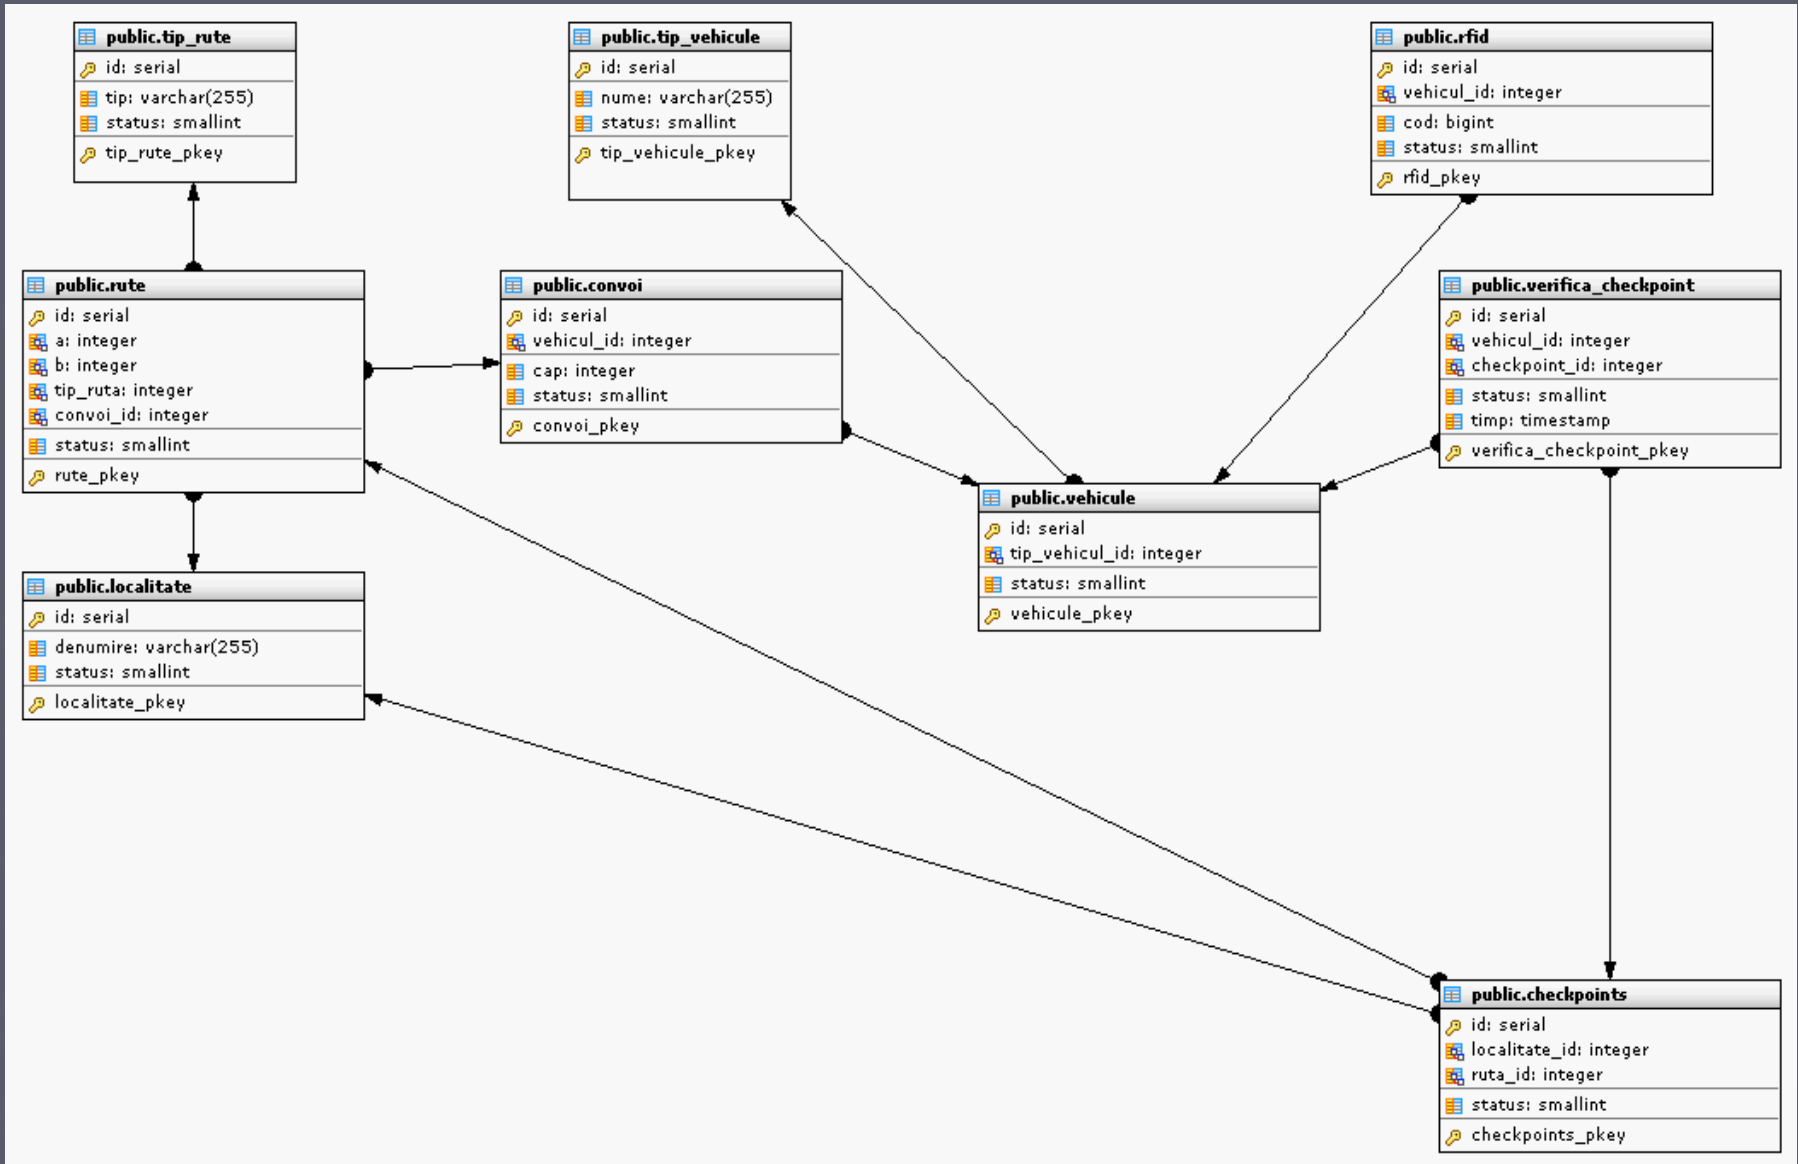 public.tip_rute
id: serial
tip: varchar(255)
status: smallint
tip_rute_pkey
public.tip_vehicule
id: serial
nume: varchar(255)
status: smallint
tip_vehicule_pkey
public.rfid
id: serial
vehicul_id: integer
cod: bigint
status: smallint
rfid_pkey
public.rute
id: serial
a: integer
b: integer
tip_ruta: integer
convoi_id: integer
status: smallint
rute_pkey
public.convoi
id: serial
vehicul_id: integer
cap: integer
status: smallint
convoi_pkey
public.verifica_checkpoint
id: serial
vehicul_id: integer
checkpoint_id: integer
status: smallint
timp: timestamp
verifica_checkpoint_pkey
public.vehicule
id: serial
tip_vehicul_id: integer
status: smallint
vehicule_pkey
public.localitate
id: serial
denumire: varchar(255)
status: smallint
localitate_pkey
public.checkpoints
id: serial
localitate_id: integer
ruta_id: integer
status: smallint
checkpoints_pkey